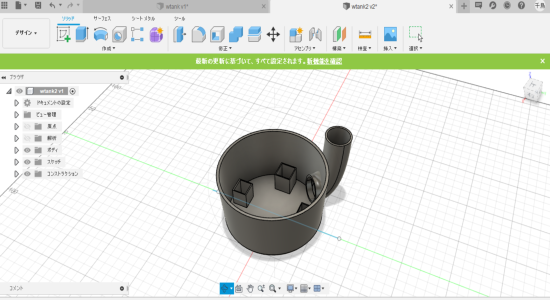 wtank v1*
wtank2 v2*
千島
ソリッド
サーフェス
シート メタル
ツール
デザイン
作成
修正
アセンブリ
構築
検査
挿入
選択
最新の更新に基づいて、すべて設定されます。新機能を確認
ブラウザ
wtank2 v1
ドキュメントの設定
ビュー管理
原点
解析
ボディ
スケッチ
コンストラクション
コメント